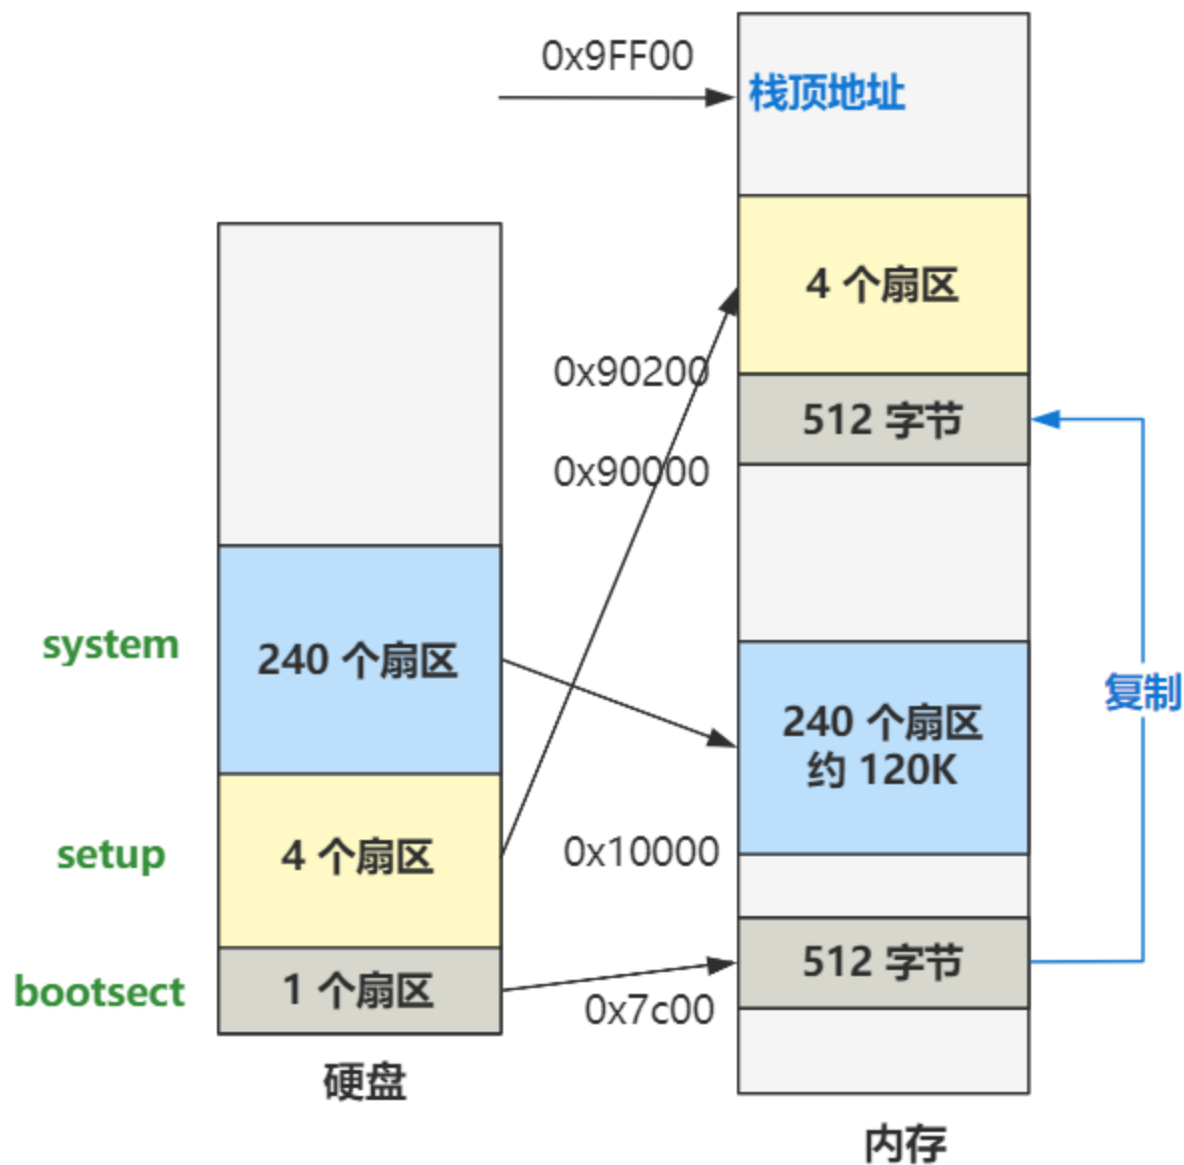 0x9FF00
栈顶地址
4 个扇区
0x90200
512 字节
0x90000
system
240 个扇区
240 个扇区
约 120K
复制
setup
4 个扇区
0x10000
bootsect
1 个扇区
512 字节
0x7c00
硬盘
内存